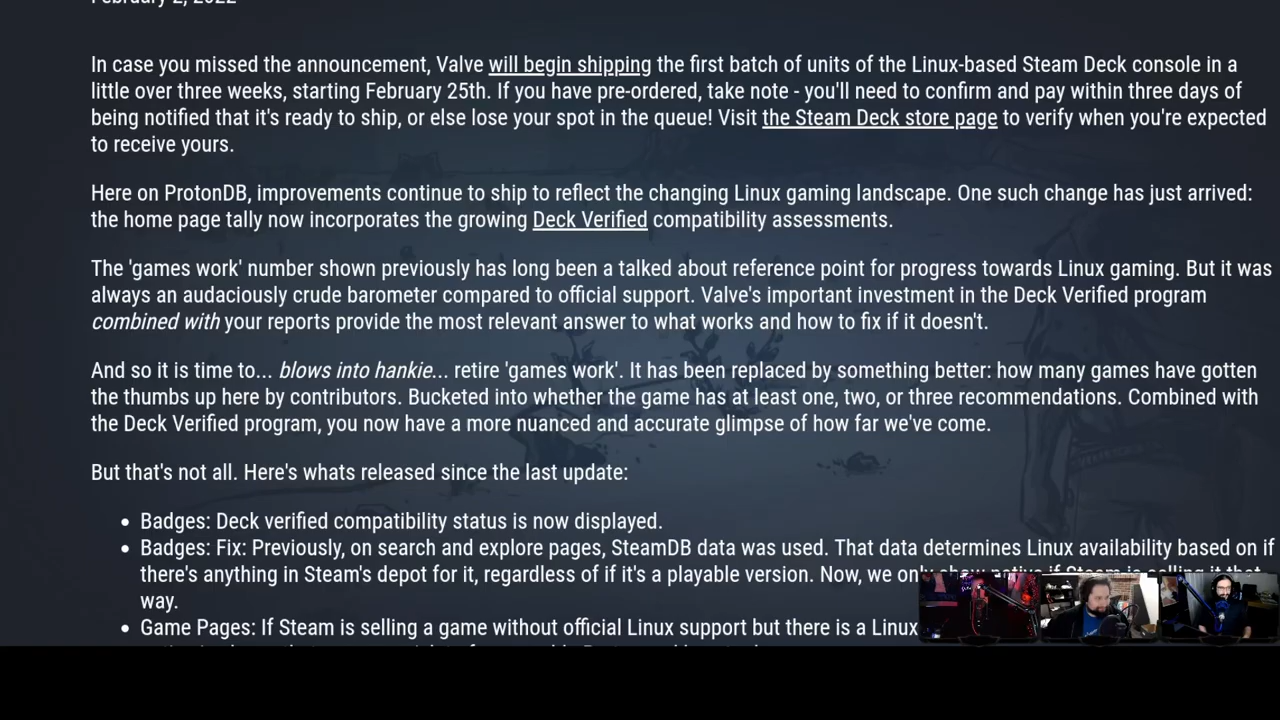 February 2, 2022
In case you missed the announcement, Valve will begin shipping the first batch of units of the Linux-based Steam Deck console in a
little over three weeks, starting February 25th. If you have pre-ordered, take note - you'll need to confirm and pay within three days of
being notified that it's ready to ship, or else lose your spot in the queue! Visit the Steam Deck store page to verify when you're expected
to receive yours.
Here on ProtonDB, improvements continue to ship to reflect the changing Linux gaming landscape. One such change has just arrived:
the home page tally now incorporates the growing Deck Verified compatibility assessments.
The 'games work' number shown previously has long been a talked about reference point for progress towards Linux gaming. But it was
always an audaciously crude barometer compared to official support. Valve's important investment in the Deck Verified program
combined with your reports provide the most relevant answer to what works and how to fix if it doesn't.
And so it is time to... blows into hankie... retire 'games work'. It has been replaced by something better: how many games have gotten
the thumbs up here by contributors. Bucketed into whether the game has at least one, two, or three recommendations. Combined with
the Deck Verified program, you now have a more nuanced and accurate glimpse of how far we've come.
But that's not all. Here's whats released since the last update:
• Badges: Deck verified compatibility status is now displayed.
• Badges: Fix: Previously, on search and explore pages, SteamDB data was used. That data determines Linux availability based on if
there's anything in Steam's depot for it, regardless of if it's a playable version. Now, we only show native if Steam is selling it that
way.
• Game Pages: If Steam is selling a game without official Linux support but there is a Linux